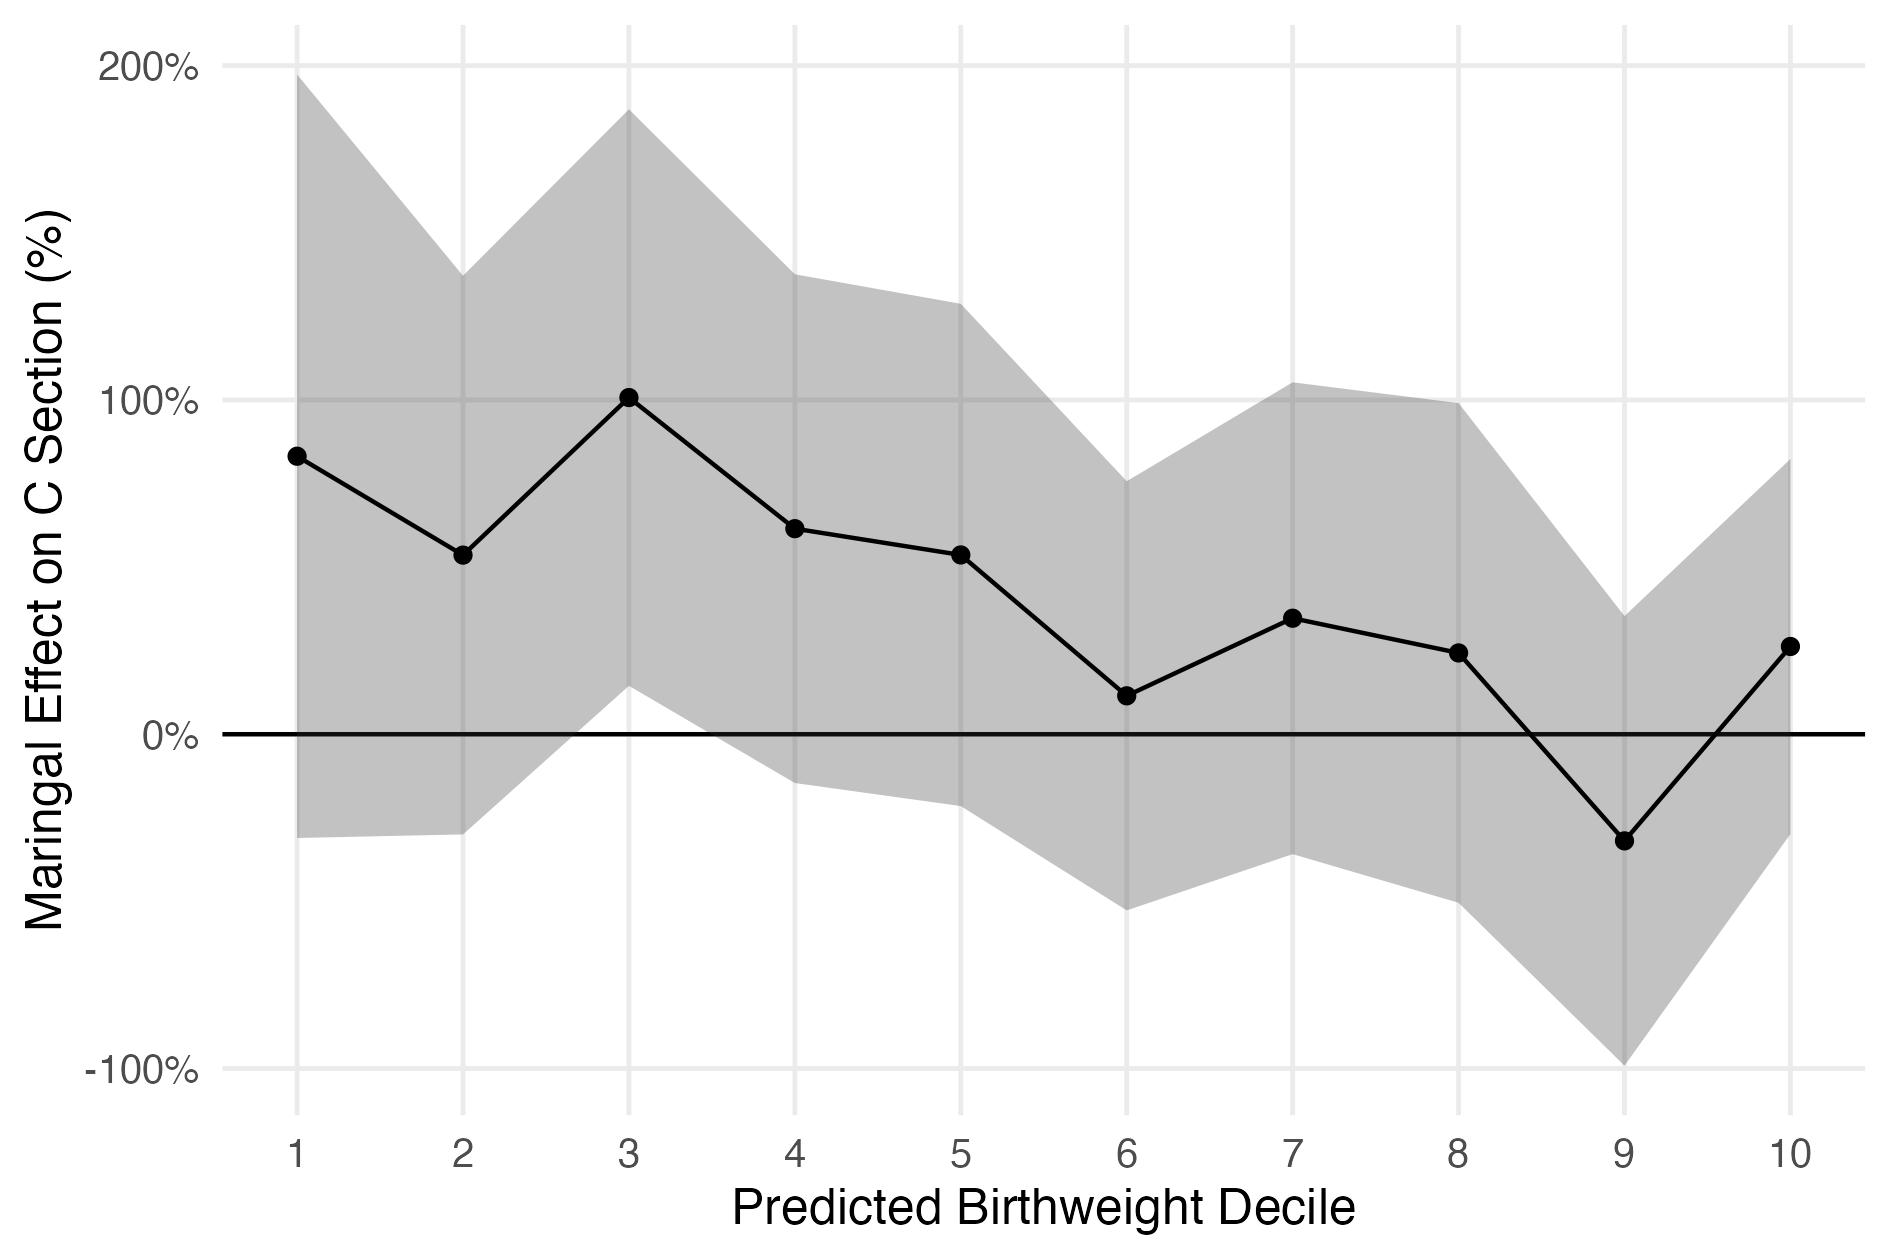 Maringal Effect on C Section (%)
200%
100%
0%
-100%
1 2 3 4 5 6 7 8 9 10
Predicted Birthweight Decile